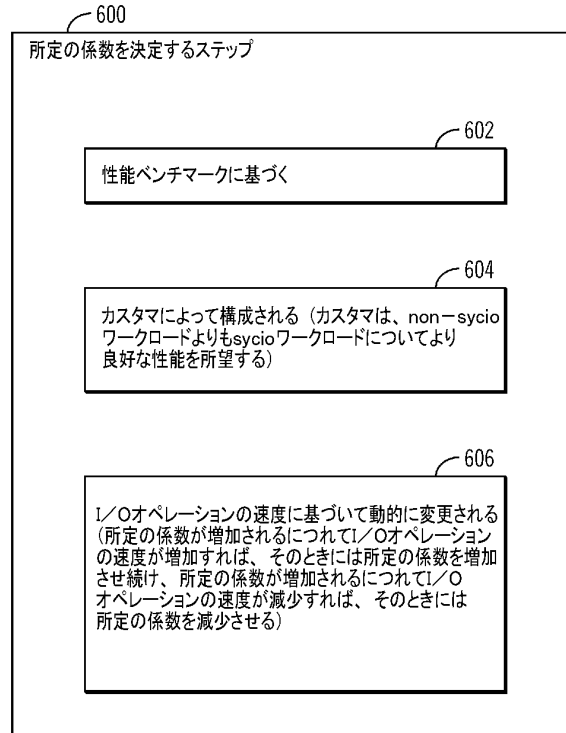 600
所定の係数を決定するステップ
602
性能ベンチマークに基づく
604
カスタマによって構成される（カスタマは、non－sycio
ワークロードよりもsycioワークロードについてより
良好な性能を所望する）
606
I／Oオペレーションの速度に基づいて動的に変更される
（所定の係数が増加されるにつれてI／Oオペレーション
の速度が増加すれば、そのときには所定の係数を増加
させ続け、所定の係数が増加されるにつれてI／O
オペレーションの速度が減少すれば、そのときには
所定の係数を減少させる）